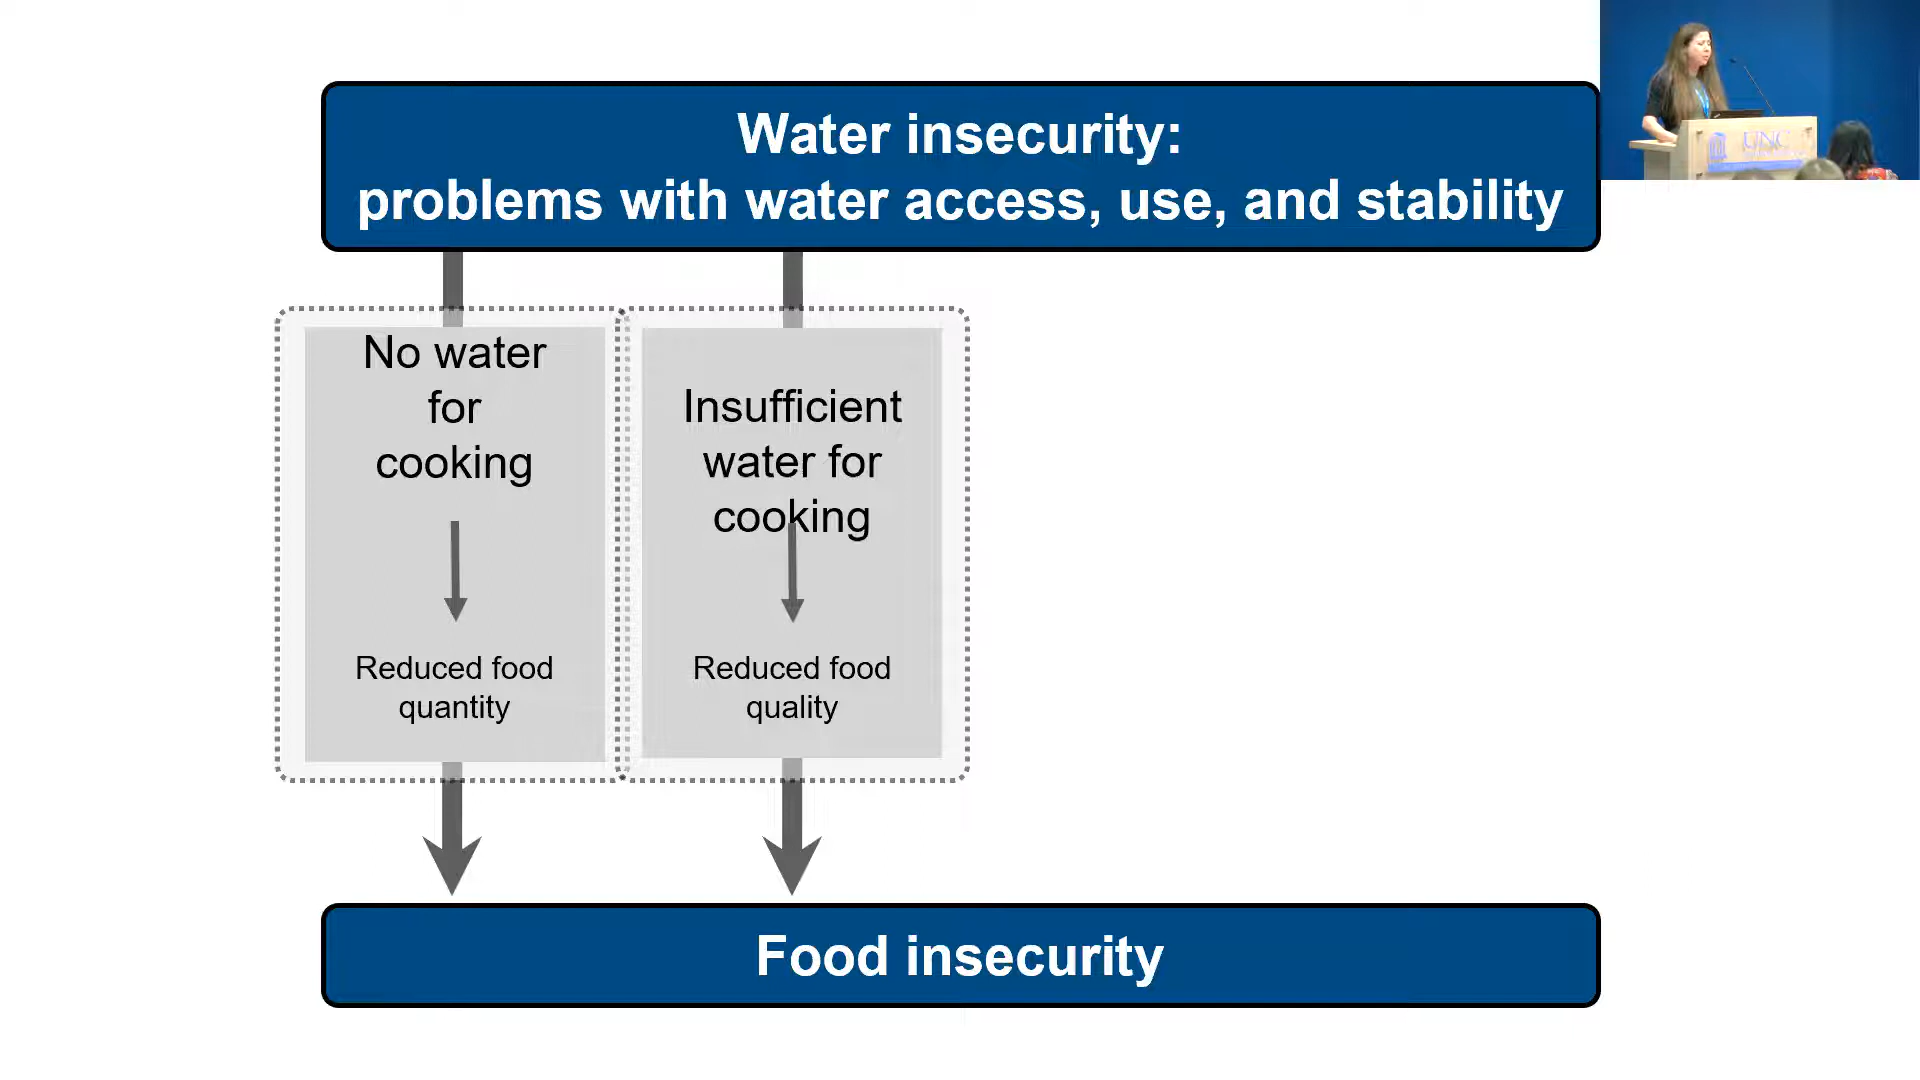 Water insecurity:
problems with water access, use, and stability
No water
for
cooking
Reduced food
quantity
Insufficient
water for
cooking
Reduced food
quality
Food insecurity
UNC